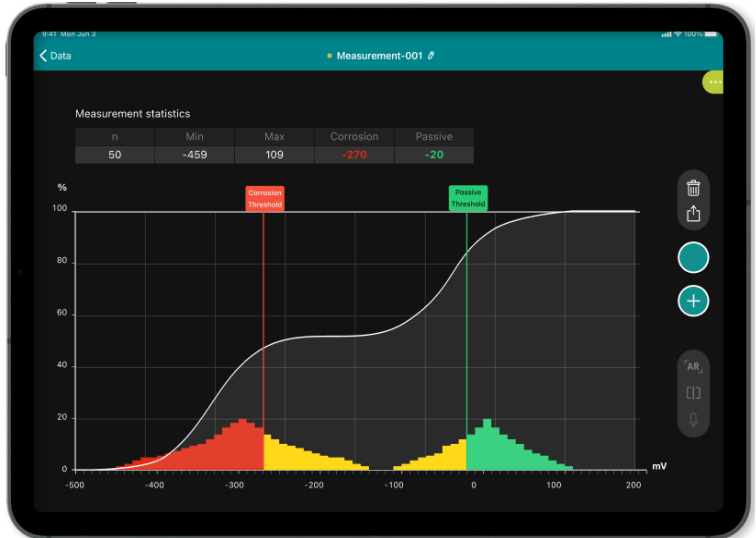 9:41 Mon Jun 3
100%
Data
Measurement-001
Measurement statistics
n Min Max Corrosion Passive
50 -459 109 -270 -20
%
Corrosion
Threshold
Passive
Threshold
100
80
60
40
20
0
mV
-500 -400 -300 -200 -100 0 100 200
AR